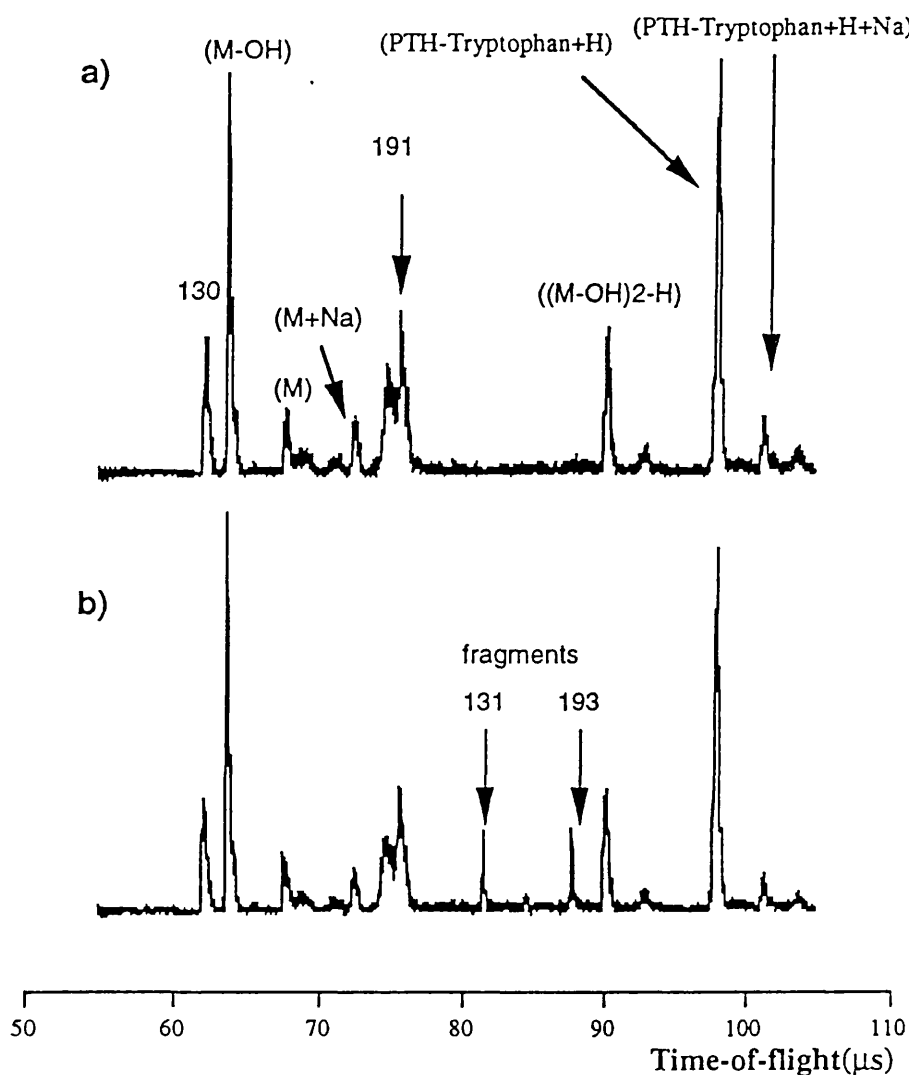 a)
(M-OH)
(PTH-Tryptophan+H)
(PTH-Tryptophan+H+Na)
191
130
(M+Na)
(M)
((M-OH)2-H)
b)
fragments
131 193
50 60 70 80 90 100 110
Time-of-flight(μs)